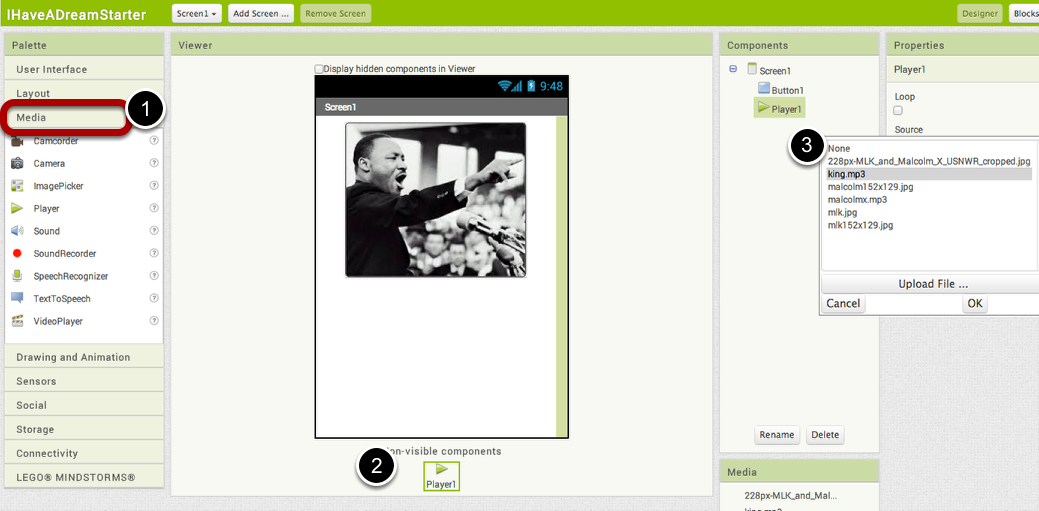 IHaveADreamStarter
Screen1
Add Screen ...
Remove Screen
Designer
Blocks
Palette
User Interface
Layout
Media
1
Camcorder
Camera
ImagePicker
Player
Sound
SoundRecorder
SpeechRecognizer
TextToSpeech
VideoPlayer
Drawing and Animation
Sensors
Social
Storage
Connectivity
LEGO® MINDSTORMS®
Viewer
Display hidden components in Viewer
9:48
Screen1
2
on-visible components
Player1
Components
Screen1
Button1
Player1
Rename
Delete
Media
228px-MLK_and_Mal...
king.mp3
Properties
Player1
Loop
Source
3
None
228px-MLK_and_Malcolm_X_USNWR_cropped.jpg
king.mp3
malcolm152x129.jpg
malcolmx.mp3
mlk.jpg
mlk152x129.jpg
Upload File ...
Cancel
OK